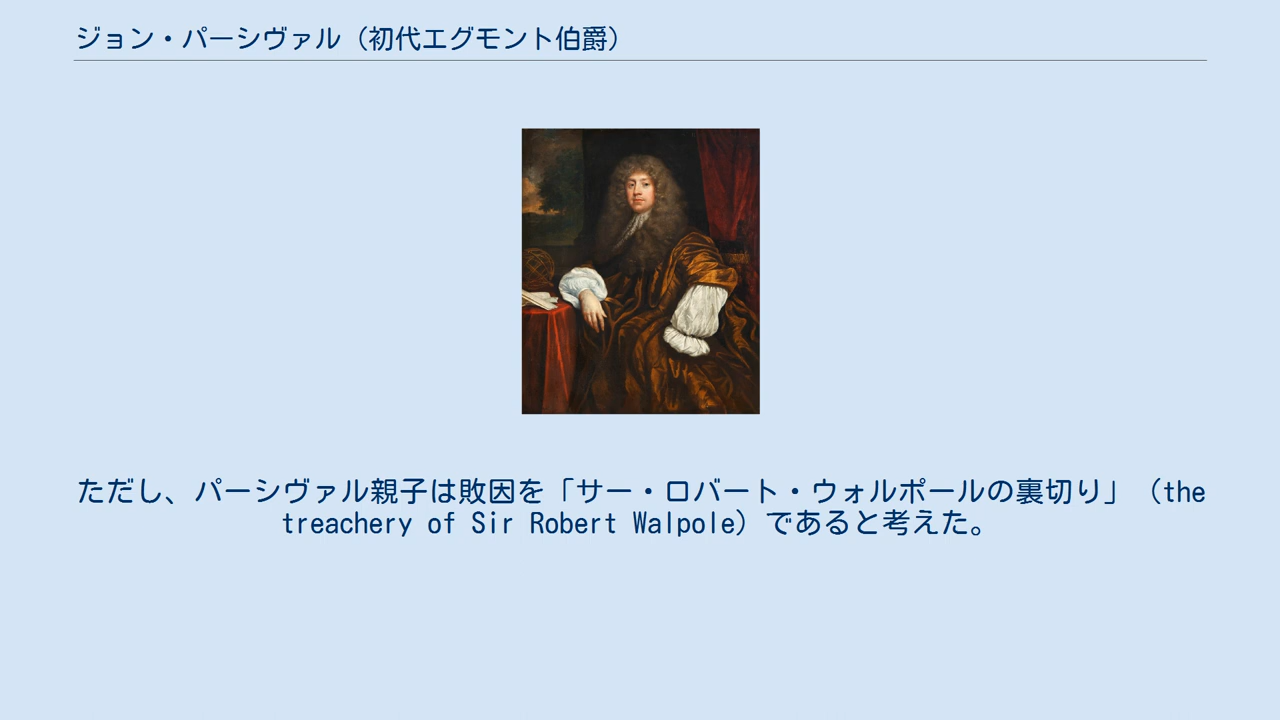 ジョン・パーシヴァル（初代エグモント伯爵）
ただし、パーシヴァル親子は敗因を「サー・ロバート・ウォルポールの裏切り」（the
treachery of Sir Robert Walpole）であると考えた。